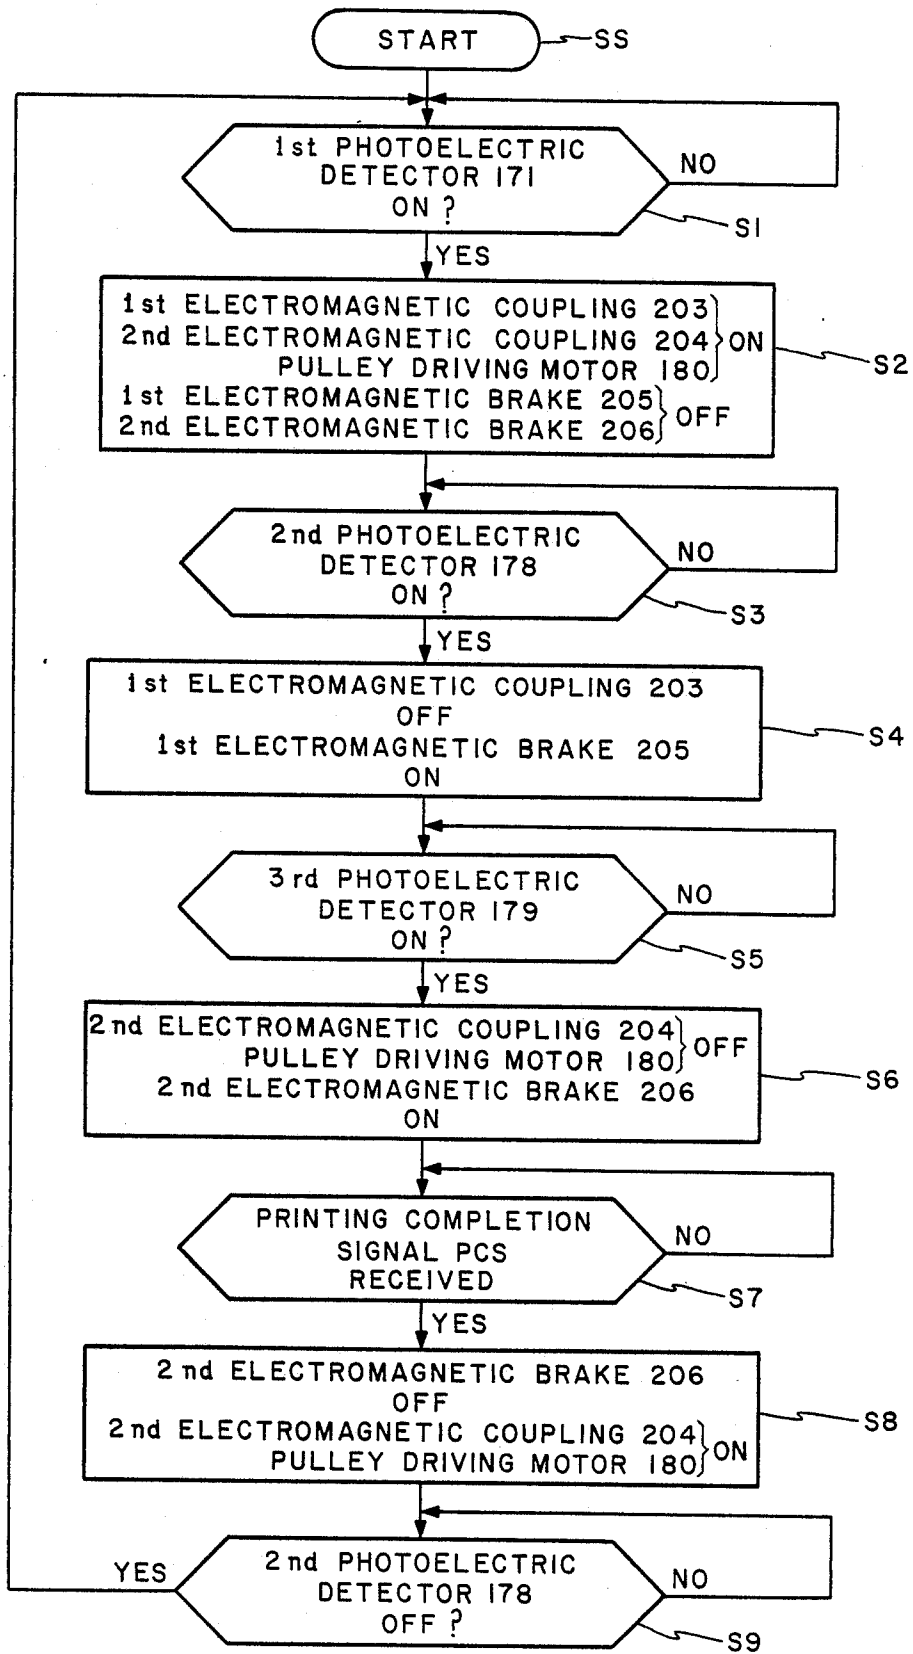 START
SS
1st PHOTOELECTRIC
DETECTOR 171
ON ?
NO
S1
YES
1st ELECTROMAGNETIC COUPLING 203
2nd ELECTROMAGNETIC COUPLING 204
PULLEY DRIVING MOTOR 180
ON
1st ELECTROMAGNETIC BRAKE 205
2nd ELECTROMAGNETIC BRAKE 206
OFF
S2
2nd PHOTOELECTRIC
DETECTOR 178
ON ?
NO
S3
YES
1st ELECTROMAGNETIC COUPLING 203
OFF
1st ELECTROMAGNETIC BRAKE 205
ON
S4
3rd PHOTOELECTRIC
DETECTOR 179
ON ?
NO
S5
YES
2nd ELECTROMAGNETIC COUPLING 204
PULLEY DRIVING MOTOR 180
OFF
2nd ELECTROMAGNETIC BRAKE 206
ON
S6
PRINTING COMPLETION
SIGNAL PCS
RECEIVED
NO
S7
YES
2nd ELECTROMAGNETIC BRAKE 206
OFF
2nd ELECTROMAGNETIC COUPLING 204
PULLEY DRIVING MOTOR 180
ON
S8
2nd PHOTOELECTRIC
DETECTOR 178
OFF ?
YES
NO
S9